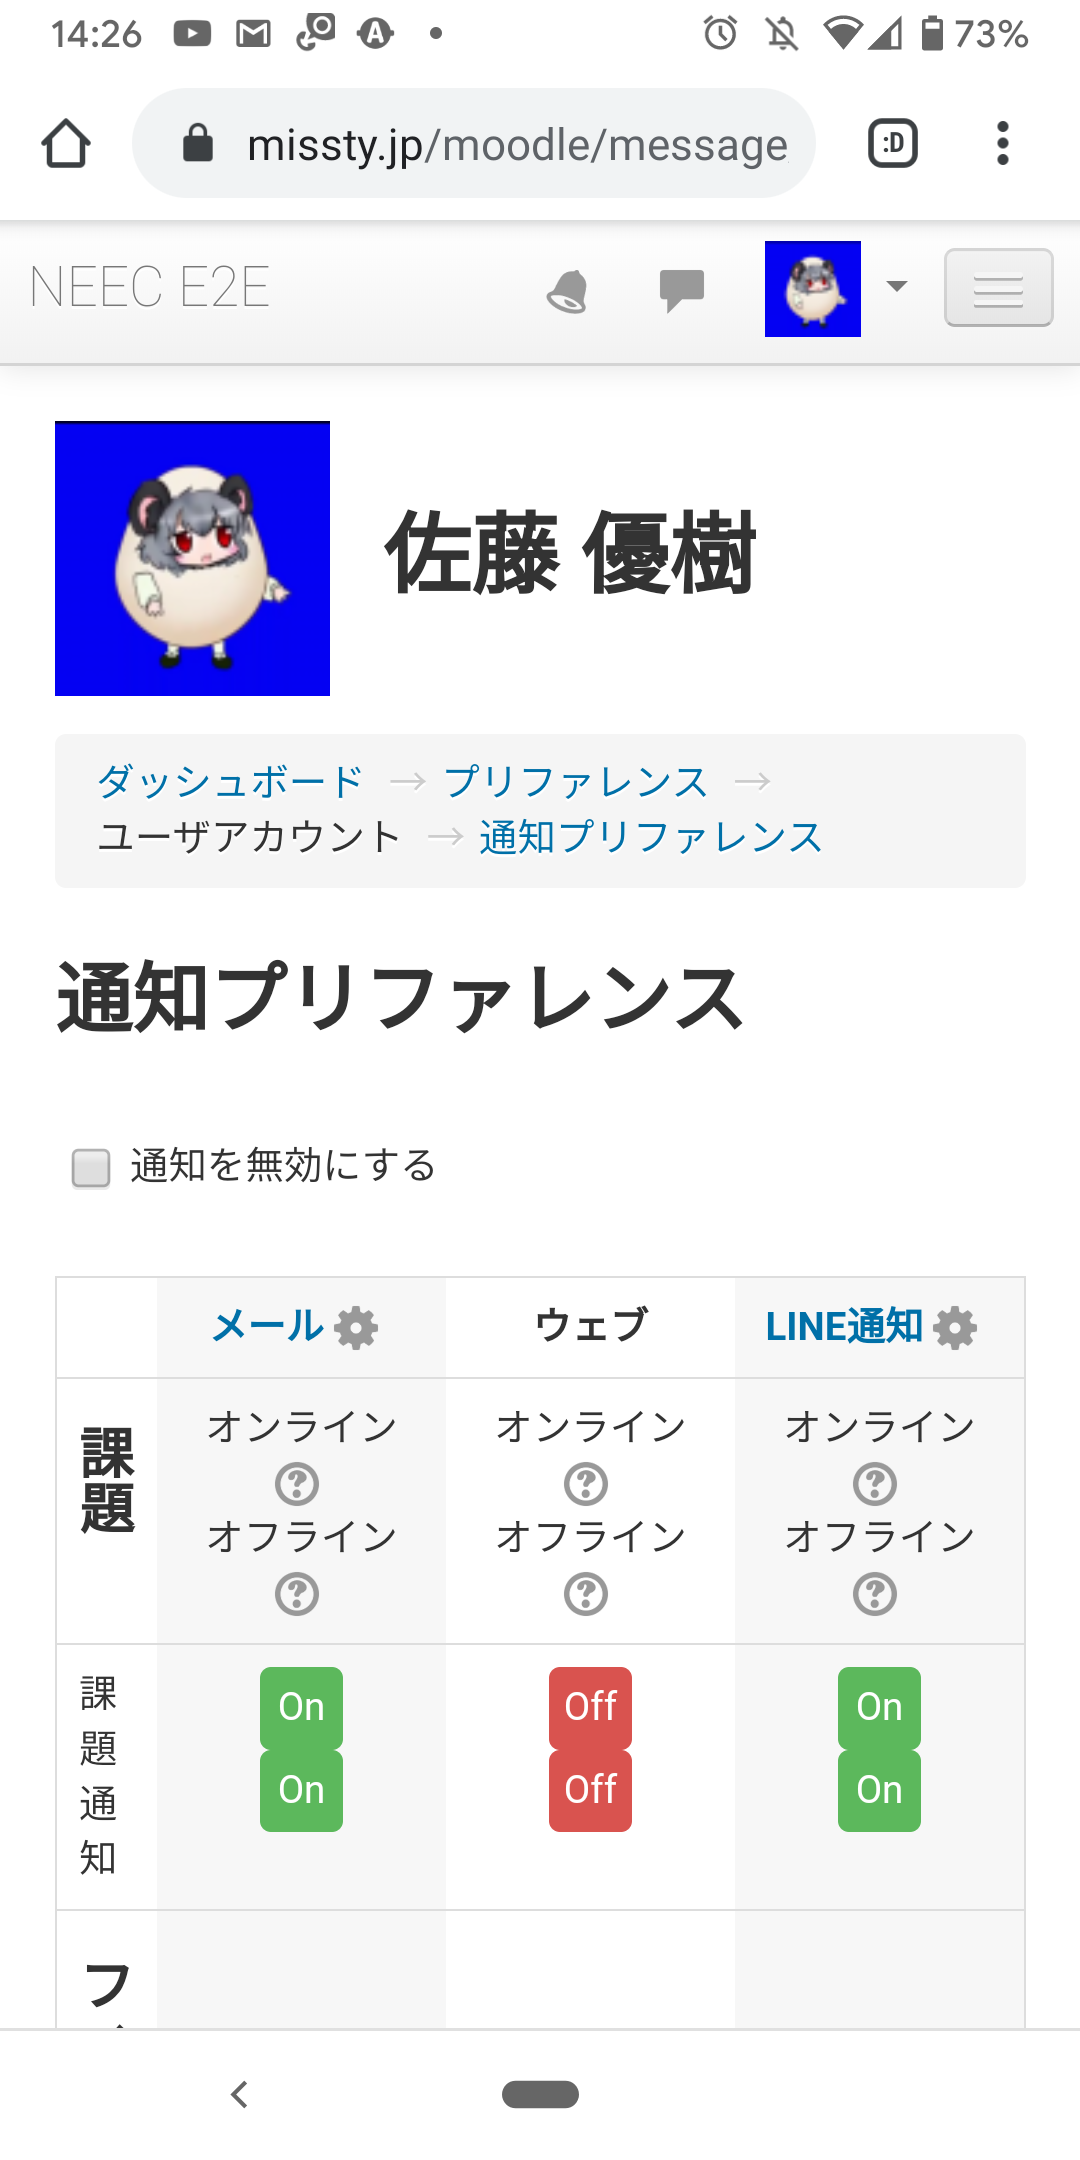 14:26 73%
missty.jp/moodle/message
:D
NEEC E2E
佐藤 優樹
ダッシュボード → プリファレンス →
ユーザアカウント → 通知プリファレンス
通知プリファレンス
通知を無効にする
メール ウェブ LINE通知
課題
オンライン オンライン オンライン
オフライン オフライン オフライン
課題通知
On Off On
On Off On
フ